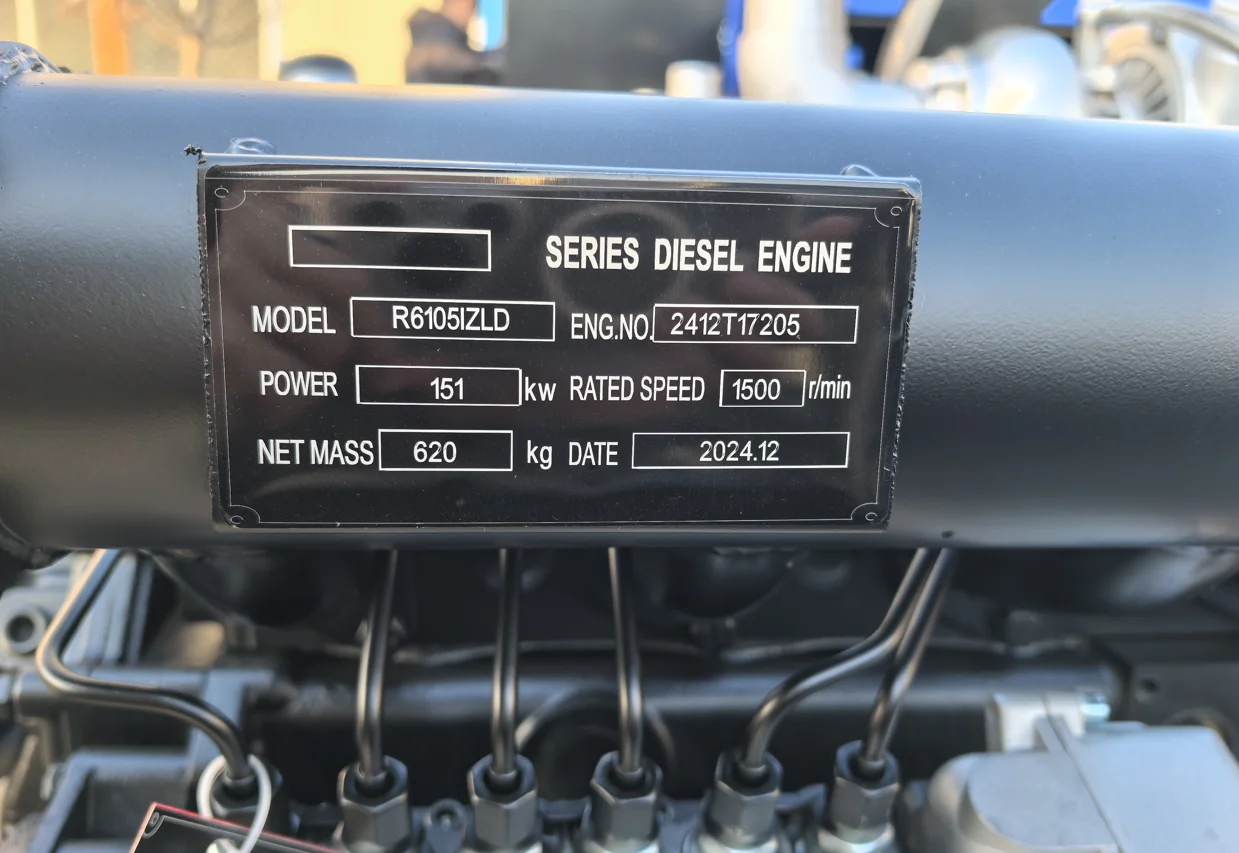 SERIES DIESEL ENGINE
MODEL R6105IZLD ENG.NO. 2412T17205
POWER 151 kw RATED SPEED 1500 r/min
NET MASS 620 kg DATE 2024.12